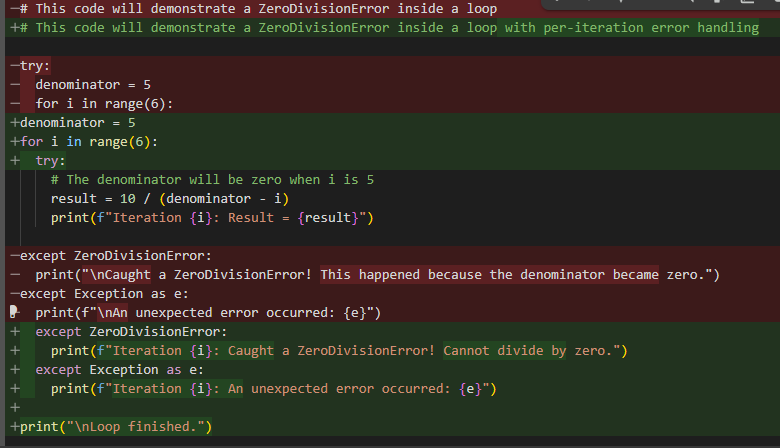 -# This code will demonstrate a ZeroDivisionError inside a loop
+# This code will demonstrate a ZeroDivisionError inside a loop with per-iteration error handling

-try:
-  denominator = 5
-  for i in range(6):
+denominator = 5
+for i in range(6):
+  try:
    # The denominator will be zero when i is 5
    result = 10 / (denominator - i)
    print(f"Iteration {i}: Result = {result}")

-except ZeroDivisionError:
-  print("\nCaught a ZeroDivisionError! This happened because the denominator became zero.")
-except Exception as e:
-  print(f"\nAn unexpected error occurred: {e}")
+  except ZeroDivisionError:
+    print(f"Iteration {i}: Caught a ZeroDivisionError! Cannot divide by zero.")
+  except Exception as e:
+    print(f"Iteration {i}: An unexpected error occurred: {e}")
+
+print("\nLoop finished.")